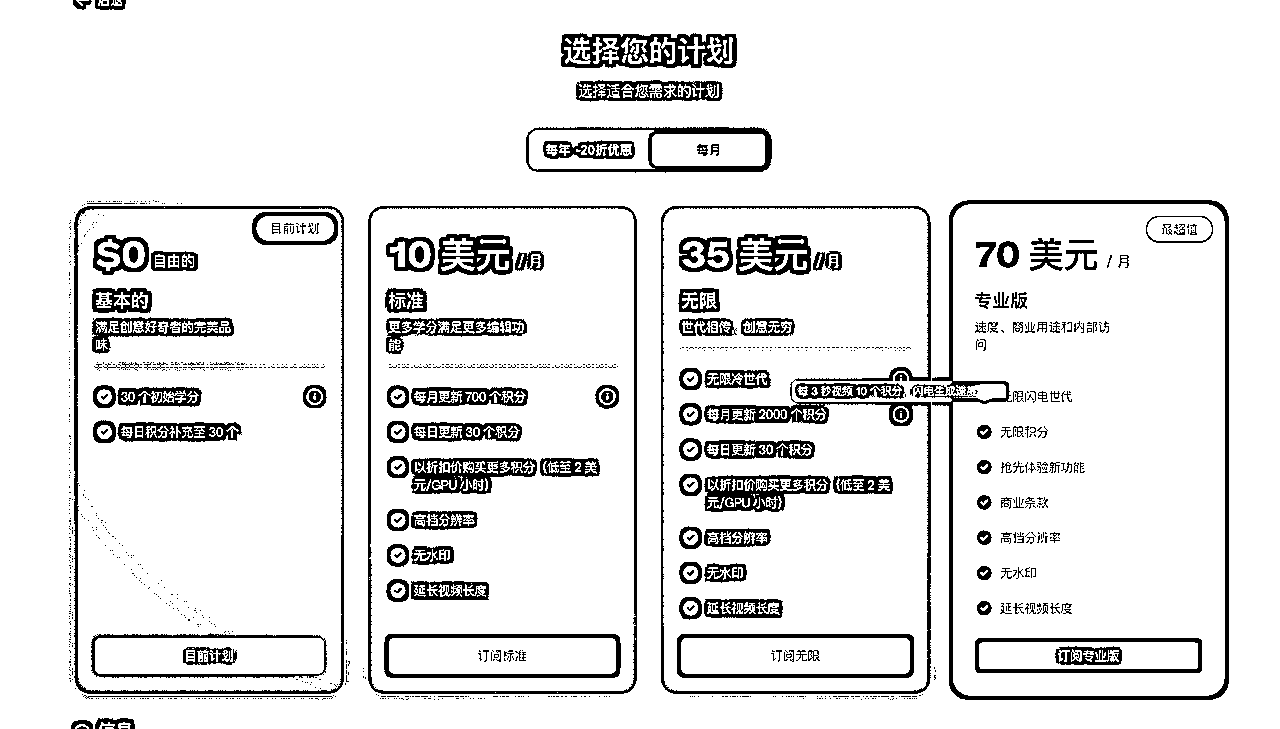 后退
选择您的计划
选择适合您需求的计划
每年 -20折优惠
每月
目前计划
$0 自由的
基本的
满足创意好奇者的完美品
味
30 个初始学分
每日积分补充至 30 个
目前计划
10 美元 /月
标准
更多学分满足更多编辑功
能
每月更新 700 个积分
每日更新 30 个积分
以折扣价购买更多积分（低至 2 美
元/GPU 小时）
高档分辨率
无水印
延长视频长度
订阅标准
35 美元 /月
无限
世代相传，创意无穷
无限冷世代
每 3 秒视频 10 个积分，闪电生成速度
每月更新 2000 个积分
每日更新 30 个积分
以折扣价购买更多积分（低至 2 美
元/GPU 小时）
高档分辨率
无水印
延长视频长度
订阅无限
最超值
70 美元 / 月
专业版
速度、商业用途和内部访
问
无限闪电世代
无限积分
抢先体验新功能
商业条款
高档分辨率
无水印
延长视频长度
订阅专业版
信息